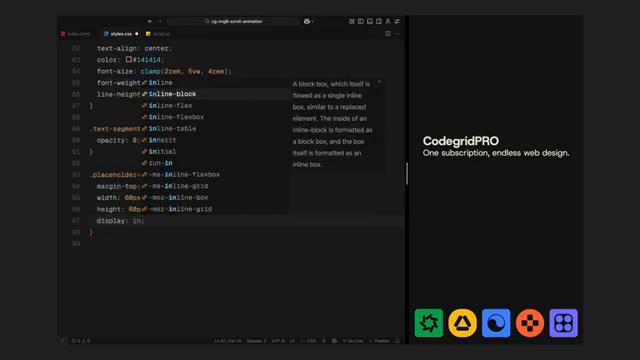 cg-mg9-scroll-animation
index.html
styles.css
script.js
82
text-align: center;
83
color: #141414;
84
font-size: clamp(2rem, 5vw, 4rem);
85
font-weight
inline
86
line-height
inline-block
87
}
inline-flex
88
inline-flexbox
89
.text-segment
inline-table
90
opacity: 0;
inherit
91
}
initial
92
run-in
93
.placeholder-
-ms-inline-flexbox
94
margin-top:
-ms-inline-grid
95
width: 60px
-moz-inline-box
96
height: 60p
-moz-inline-grid
97
display: in;
98
}
99
A block box, which itself is
flowed as a single inline
box, similar to a replaced
element. The inside of an
inline-block is formatted as
a block box, and the box
itself is formatted as an
inline box.
CodegridPRO
One subscription, endless web design.
Spaces: 2
UTF-8
LF
CSS
Go Live
Prettier